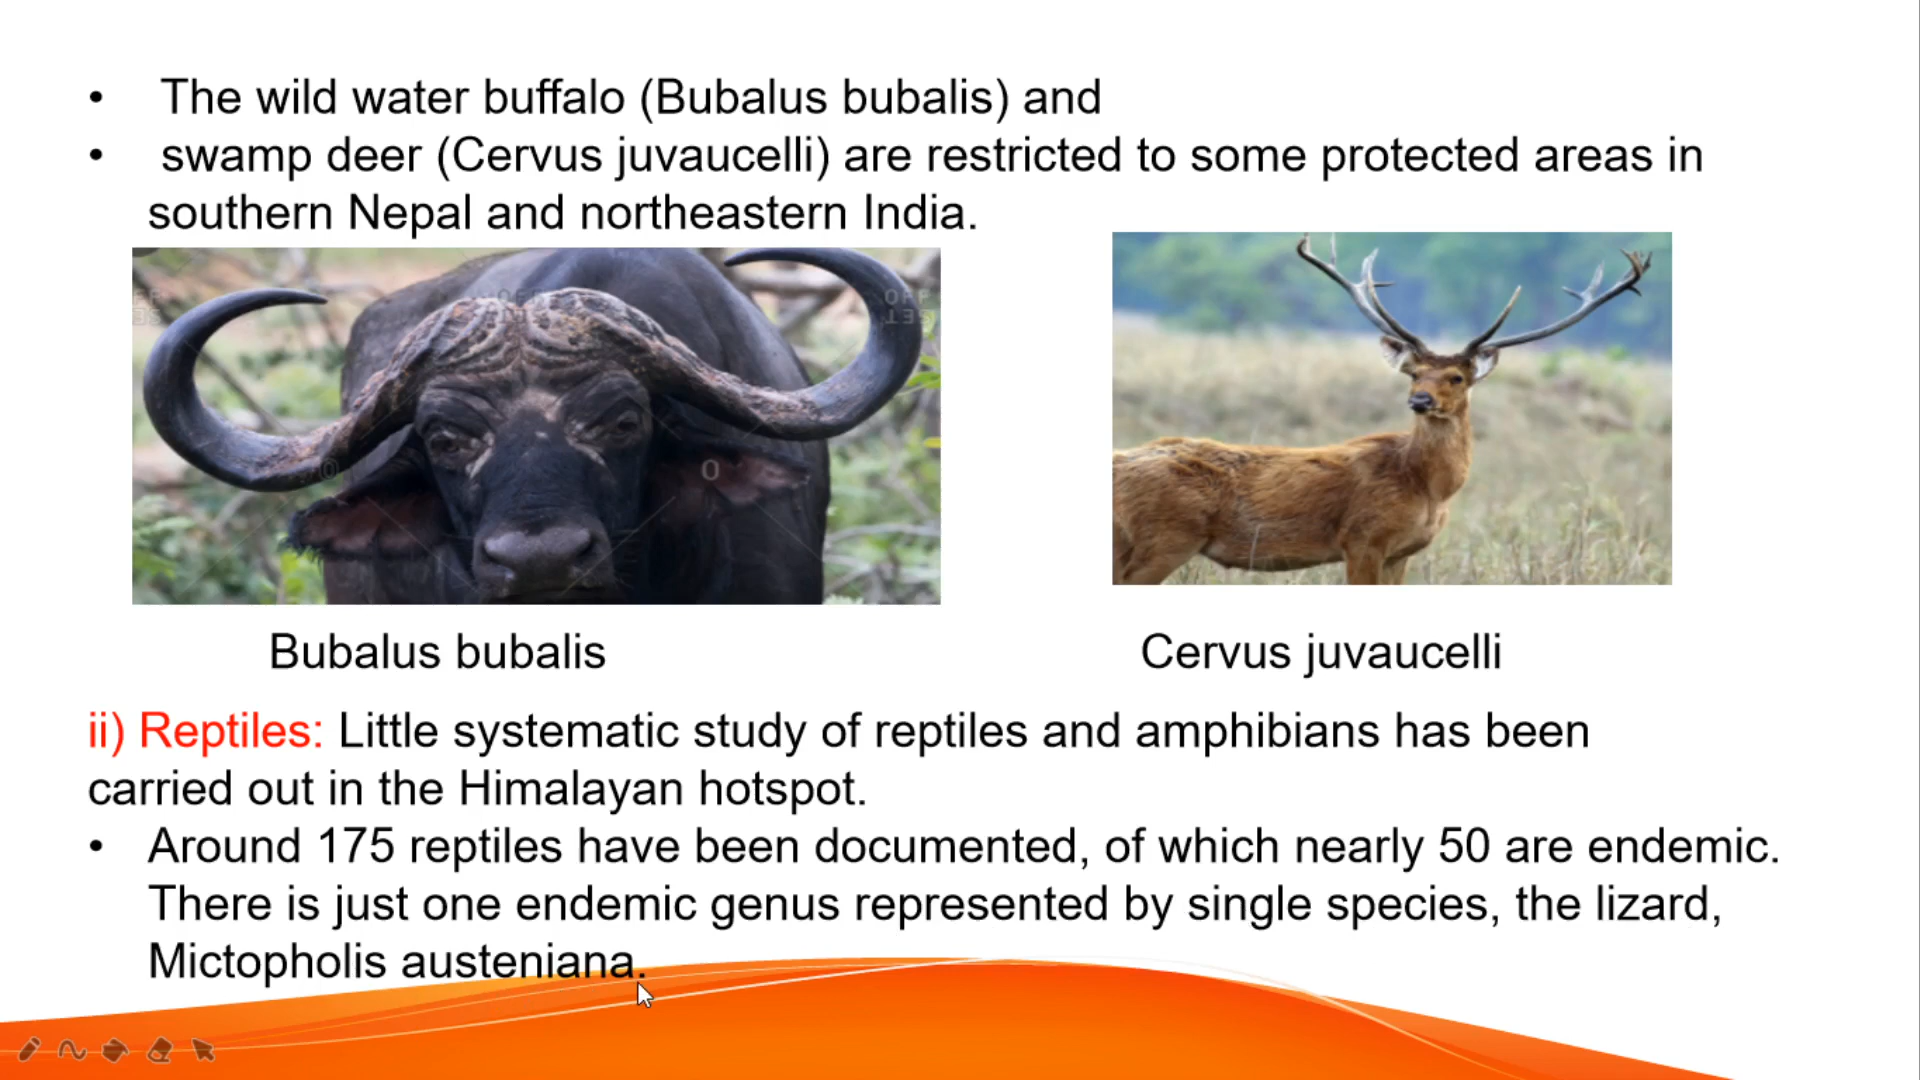 • The wild water buffalo (Bubalus bubalis) and
• swamp deer (Cervus juvaucelli) are restricted to some protected areas in
southern Nepal and northeastern India.
Bubalus bubalis
Cervus juvaucelli
ii) Reptiles: Little systematic study of reptiles and amphibians has been
carried out in the Himalayan hotspot.
• Around 175 reptiles have been documented, of which nearly 50 are endemic.
There is just one endemic genus represented by single species, the lizard,
Mictopholis austeniana.